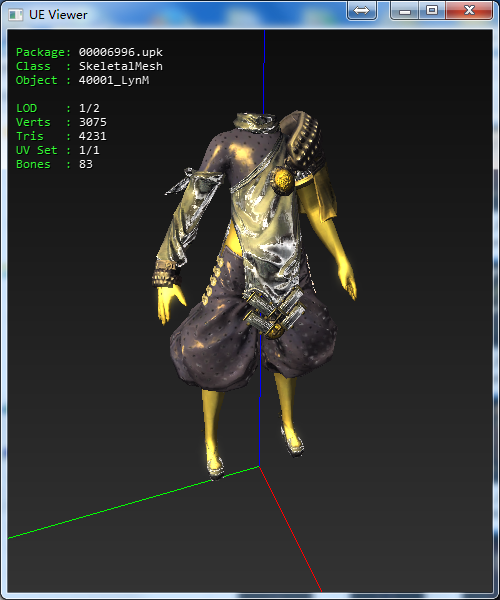 UE Viewer
Package: 00006996.upk
Class : SkeletalMesh
Object : 40001_LynM
LOD : 1/2
Verts : 3075
Tris : 4231
UV Set : 1/1
Bones : 83